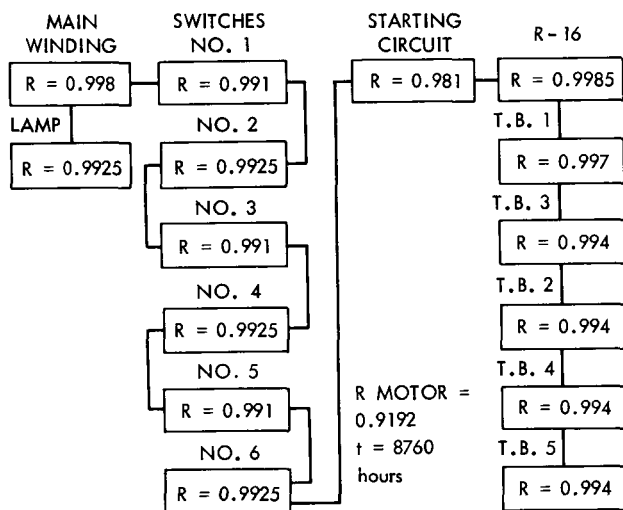 MAIN WINDING
R = 0.998
LAMP
R = 0.9925
SWITCHES
NO. 1
R = 0.991
NO. 2
R = 0.9925
NO. 3
R = 0.991
NO. 4
R = 0.9925
NO. 5
R = 0.991
NO. 6
R = 0.9925
STARTING CIRCUIT
R = 0.981
R MOTOR =
0.9192
t = 8760
hours
R-16
R = 0.9985
T.B. 1
R = 0.997
T.B. 3
R = 0.994
T.B. 2
R = 0.994
T.B. 4
R = 0.994
T.B. 5
R = 0.994